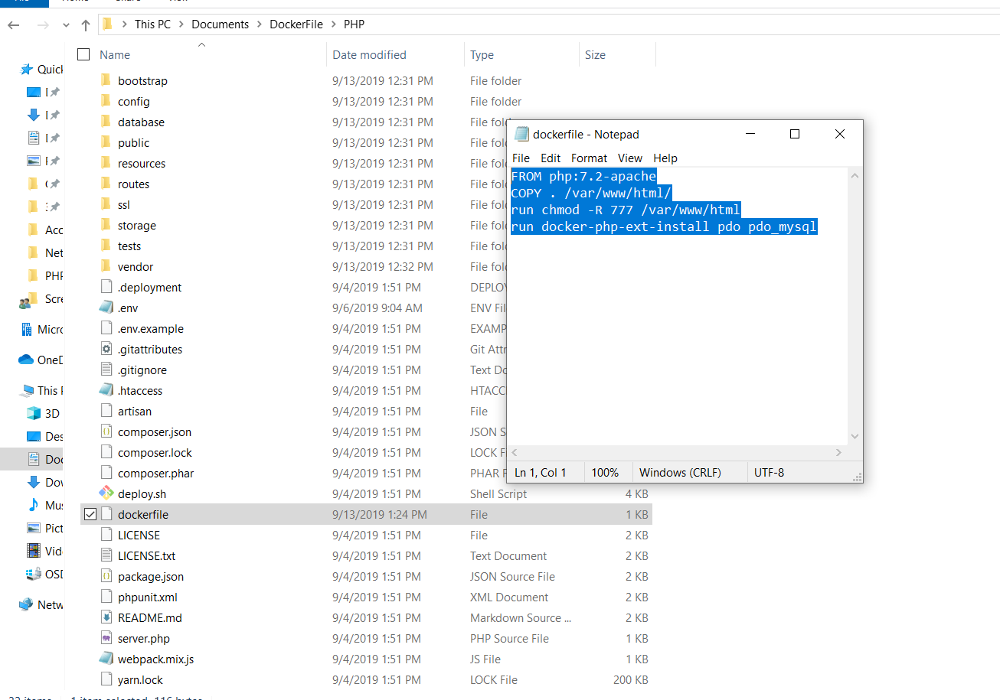 This PC > Documents > DockerFile > PHP
Name Date modified Type Size
Quick
bootstrap 9/13/2019 12:31 PM File folder
config 9/13/2019 12:31 PM File folder
database 9/13/2019 12:31 PM File fol
public 9/13/2019 12:31 PM File fol
resources 9/13/2019 12:31 PM File fol
routes 9/13/2019 12:31 PM File fol
ssl 9/13/2019 12:31 PM File fol
storage 9/13/2019 12:31 PM File fol
Acc
tests 9/13/2019 12:31 PM File fol
Net
vendor 9/13/2019 12:32 PM File fol
PHP
.deployment 9/4/2019 1:51 PM DEPLOY
Scre
.env 9/6/2019 9:04 AM ENV Fil
.env.example 9/4/2019 1:51 PM EXAMP
Micro
.gitattributes 9/4/2019 1:51 PM Git Attr
OneD
.gitignore 9/4/2019 1:51 PM Text Do
.htaccess 9/4/2019 1:51 PM HTACC
This P
artisan 9/4/2019 1:51 PM File
3D
composer.json 9/4/2019 1:51 PM JSON S
Des
composer.lock 9/4/2019 1:51 PM LOCK F
Doc
composer.phar 9/4/2019 1:51 PM PHAR F
Dov
deploy.sh 9/4/2019 1:51 PM Shell Script 4 KB
Mus
dockerfile 9/13/2019 1:24 PM File 1 KB
Pict
LICENSE 9/4/2019 1:51 PM File 2 KB
Vid
LICENSE.txt 9/4/2019 1:51 PM Text Document 2 KB
OSD
package.json 9/4/2019 1:51 PM JSON Source File 2 KB
phpunit.xml 9/4/2019 1:51 PM XML Document 2 KB
Netw
README.md 9/4/2019 1:51 PM Markdown Source ... 2 KB
server.php 9/4/2019 1:51 PM PHP Source File 1 KB
webpack.mix.js 9/4/2019 1:51 PM JS File 1 KB
yarn.lock 9/4/2019 1:51 PM LOCK File 200 KB
1 item selected 116 bytes
dockerfile - Notepad
File Edit Format View Help
FROM php:7.2-apache
COPY . /var/www/html/
run chmod -R 777 /var/www/html
run docker-php-ext-install pdo pdo_mysql
Ln 1, Col 1 100% Windows (CRLF) UTF-8